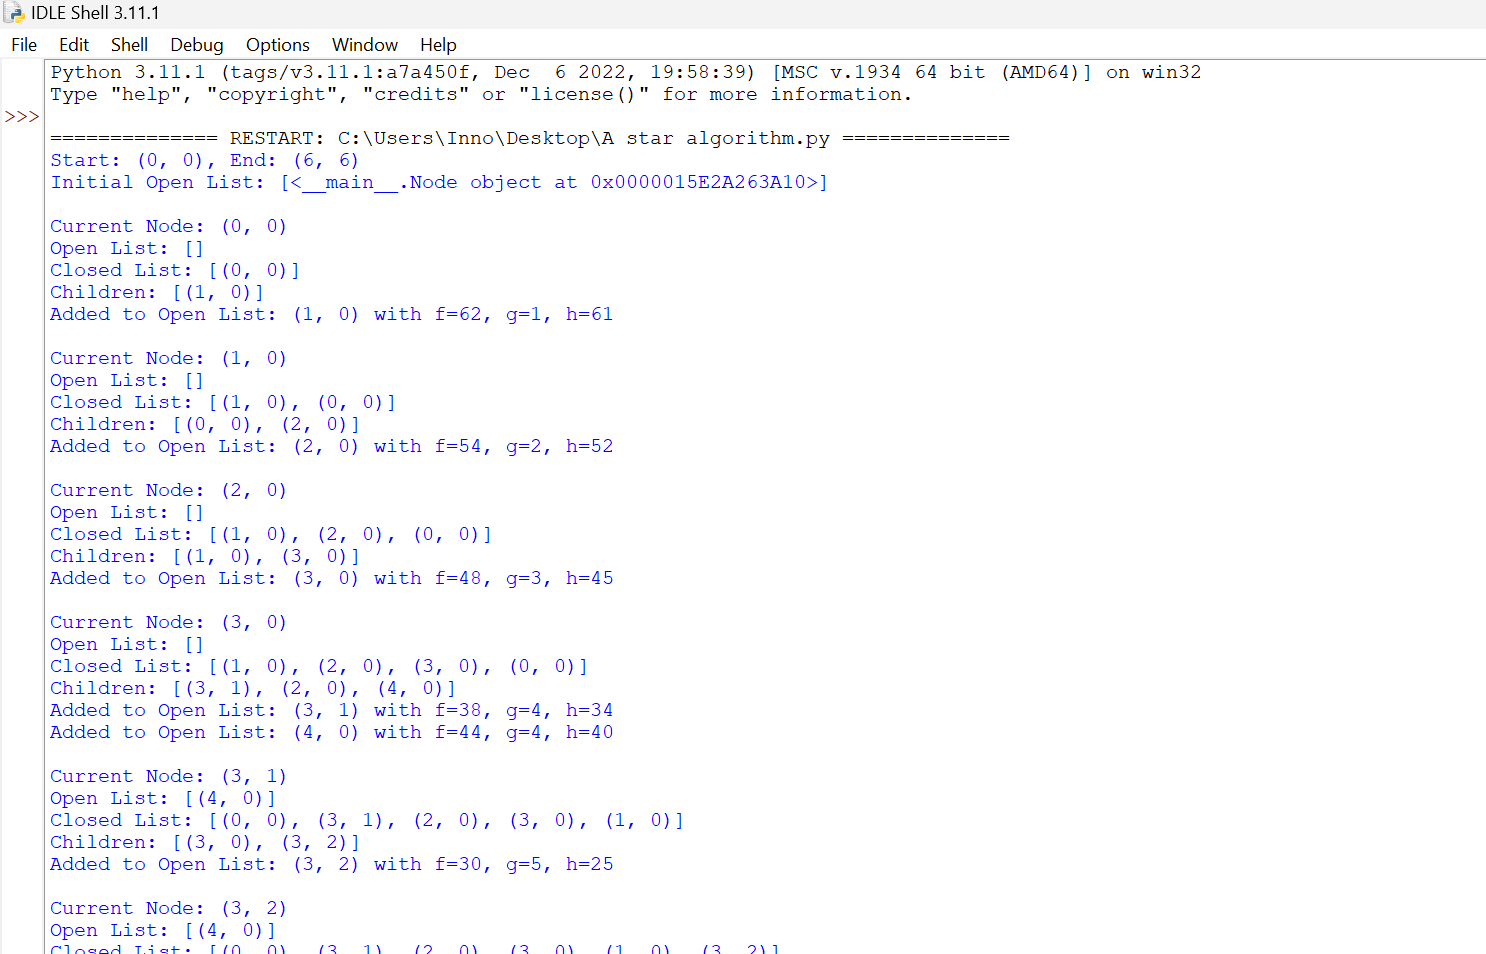 IDLE Shell 3.11.1
File Edit Shell Debug Options Window Help
Python 3.11.1 (tags/v3.11.1:a7a450f, Dec  6 2022, 19:58:39) [MSC v.1934 64 bit (AMD64)] on win32
Type "help", "copyright", "credits" or "license()" for more information.
>>>
============== RESTART: C:\Users\Inno\Desktop\A star algorithm.py ==============
Start: (0, 0), End: (6, 6)
Initial Open List: [<__main__.Node object at 0x0000015E2A263A10>]
Current Node: (0, 0)
Open List: []
Closed List: [(0, 0)]
Children: [(1, 0)]
Added to Open List: (1, 0) with f=62, g=1, h=61
Current Node: (1, 0)
Open List: []
Closed List: [(1, 0), (0, 0)]
Children: [(0, 0), (2, 0)]
Added to Open List: (2, 0) with f=54, g=2, h=52
Current Node: (2, 0)
Open List: []
Closed List: [(1, 0), (2, 0), (0, 0)]
Children: [(1, 0), (3, 0)]
Added to Open List: (3, 0) with f=48, g=3, h=45
Current Node: (3, 0)
Open List: []
Closed List: [(1, 0), (2, 0), (3, 0), (0, 0)]
Children: [(3, 1), (2, 0), (4, 0)]
Added to Open List: (3, 1) with f=38, g=4, h=34
Added to Open List: (4, 0) with f=44, g=4, h=40
Current Node: (3, 1)
Open List: [(4, 0)]
Closed List: [(0, 0), (3, 1), (2, 0), (3, 0), (1, 0)]
Children: [(3, 0), (3, 2)]
Added to Open List: (3, 2) with f=30, g=5, h=25
Current Node: (3, 2)
Open List: [(4, 0)]
Closed List: [(0, 0), (3, 1), (2, 0), (3, 0), (1, 0), (3, 2)]